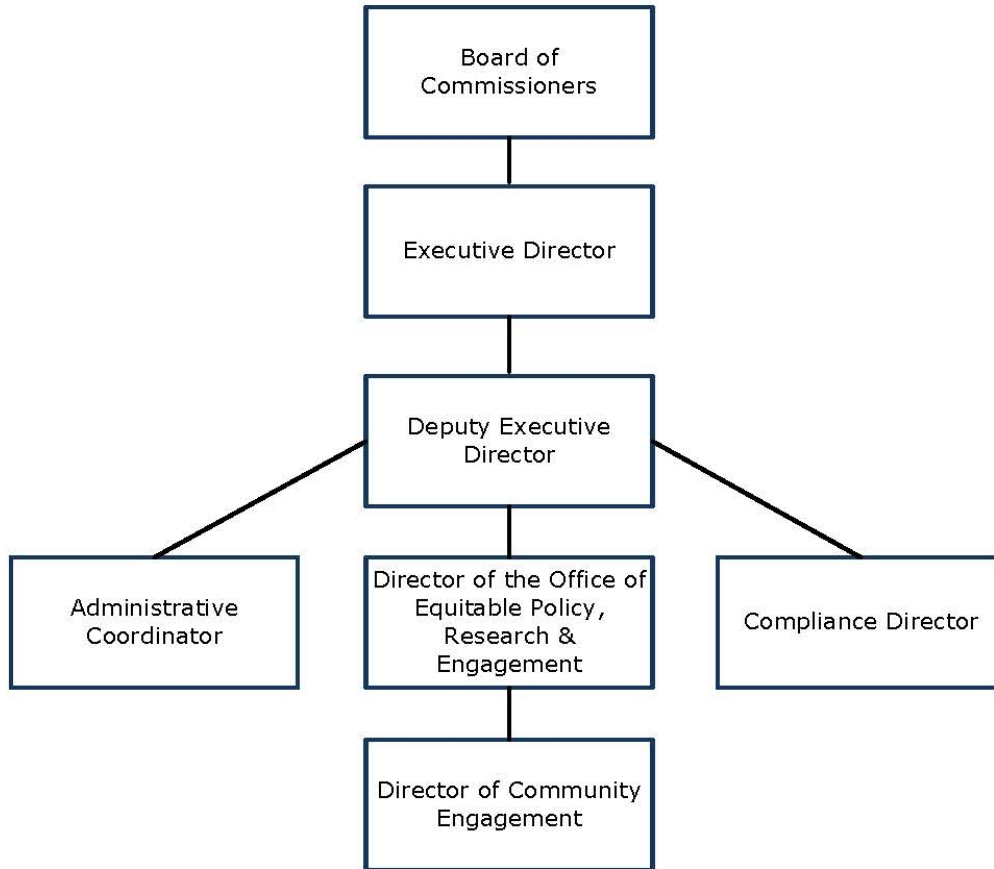 Board of
Commissioners
Executive Director
Deputy Executive
Director
Administrative
Coordinator
Director of the Office of
Equitable Policy,
Research &
Engagement
Compliance Director
Director of Community
Engagement